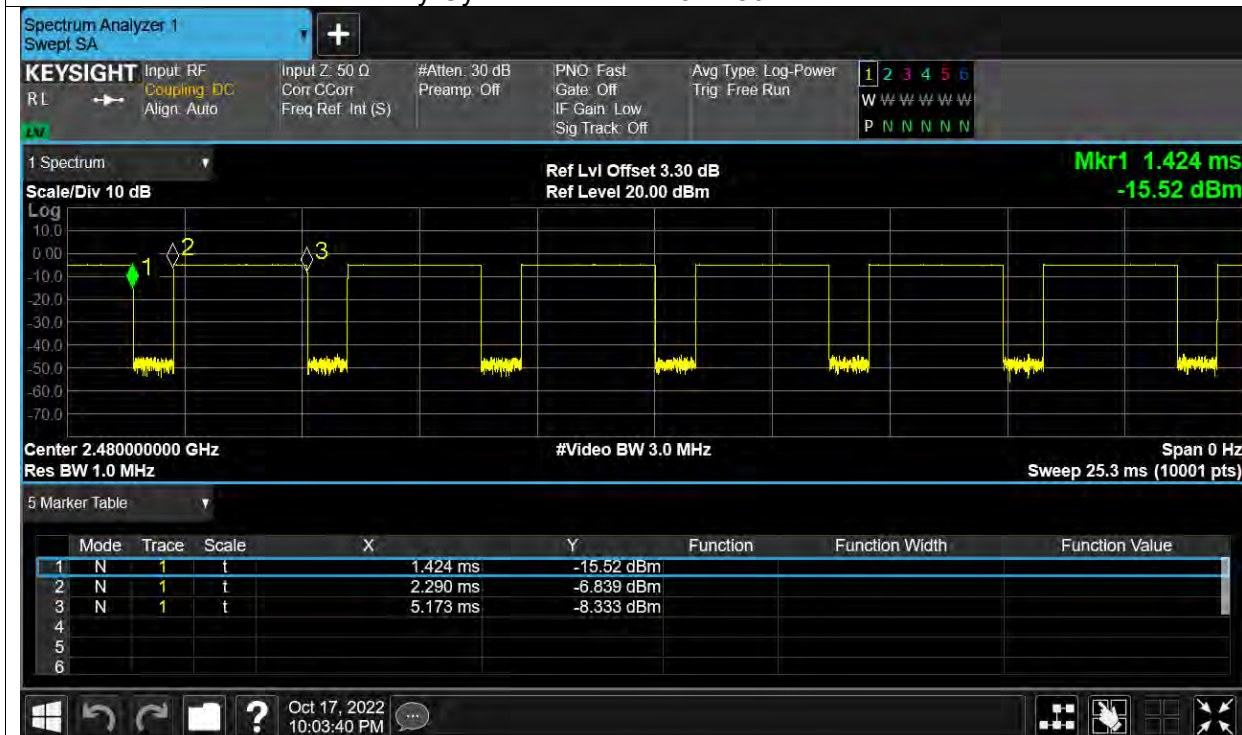 Spectrum Analyzer 1
Swept SA
+
KEYSIGHT Input: RF Input Z: 50 Ω #Atten: 30 dB PNO: Fast Avg Type: Log-Power 1 2 3 4 5 6
RL Coupling: DC Corr CCorr Preamp: Off Gate: Off Trig: Free Run W W W W W W
Align: Auto Freq Ref: Int (S) IF Gain: Low
Sig Track: Off P N N N N N
1 Spectrum Ref Lvl Offset 3.30 dB Mkr1 1.424 ms
Scale/Div 10 dB Ref Level 20.00 dBm -15.52 dBm
Log
10.0
0.00
-10.0
-20.0
-30.0
-40.0
-50.0
-60.0
-70.0
1
2
3
Center 2.480000000 GHz #Video BW 3.0 MHz Span 0 Hz
Res BW 1.0 MHz Sweep 25.3 ms (10001 pts)
5 Marker Table
Mode Trace Scale X Y Function Function Width Function Value
1 N 1 t 1.424 ms -15.52 dBm
2 N 1 t 2.290 ms -6.839 dBm
3 N 1 t 5.173 ms -8.333 dBm
4
5
6
? Oct 17, 2022
10:03:40 PM